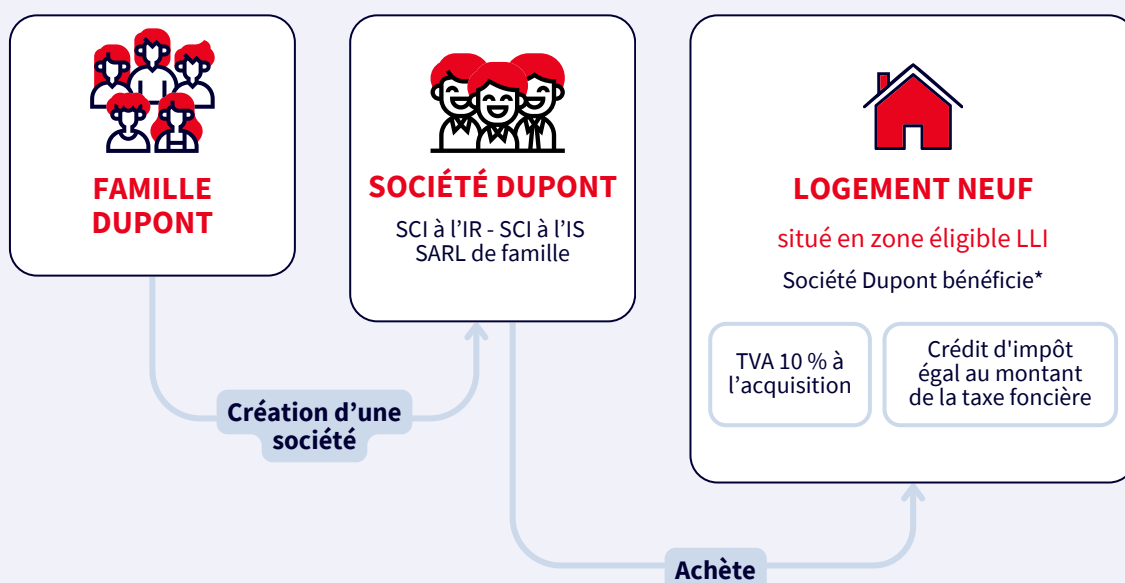 FAMILLE
DUPONT
SOCIÉTÉ DUPONT
SCI à l’IR - SCI à l’IS
SARL de famille
LOGEMENT NEUF
situé en zone éligible LLI
Société Dupont bénéficie*
TVA 10 % à
l’acquisition
Crédit d'impôt
égal au montant
de la taxe foncière
Création d’une
société
Achète